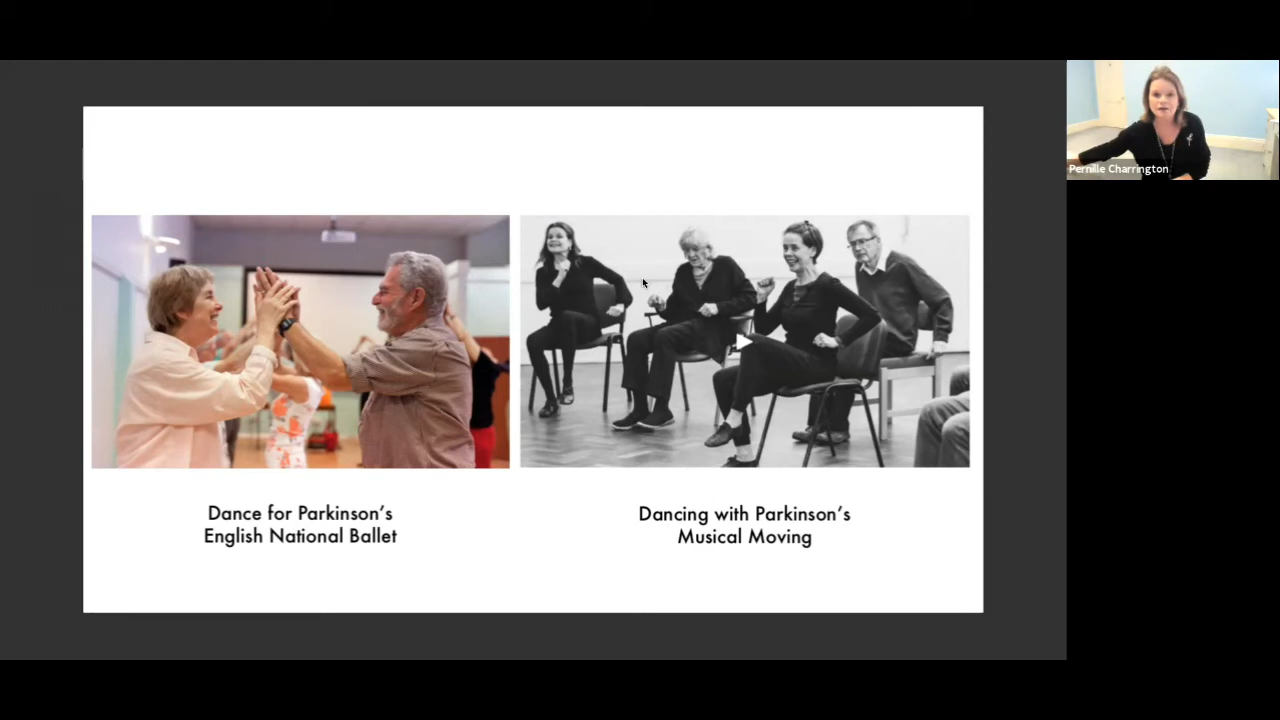 Pernille Charrington
Dance for Parkinson's
English National Ballet
Dancing with Parkinson's
Musical Moving